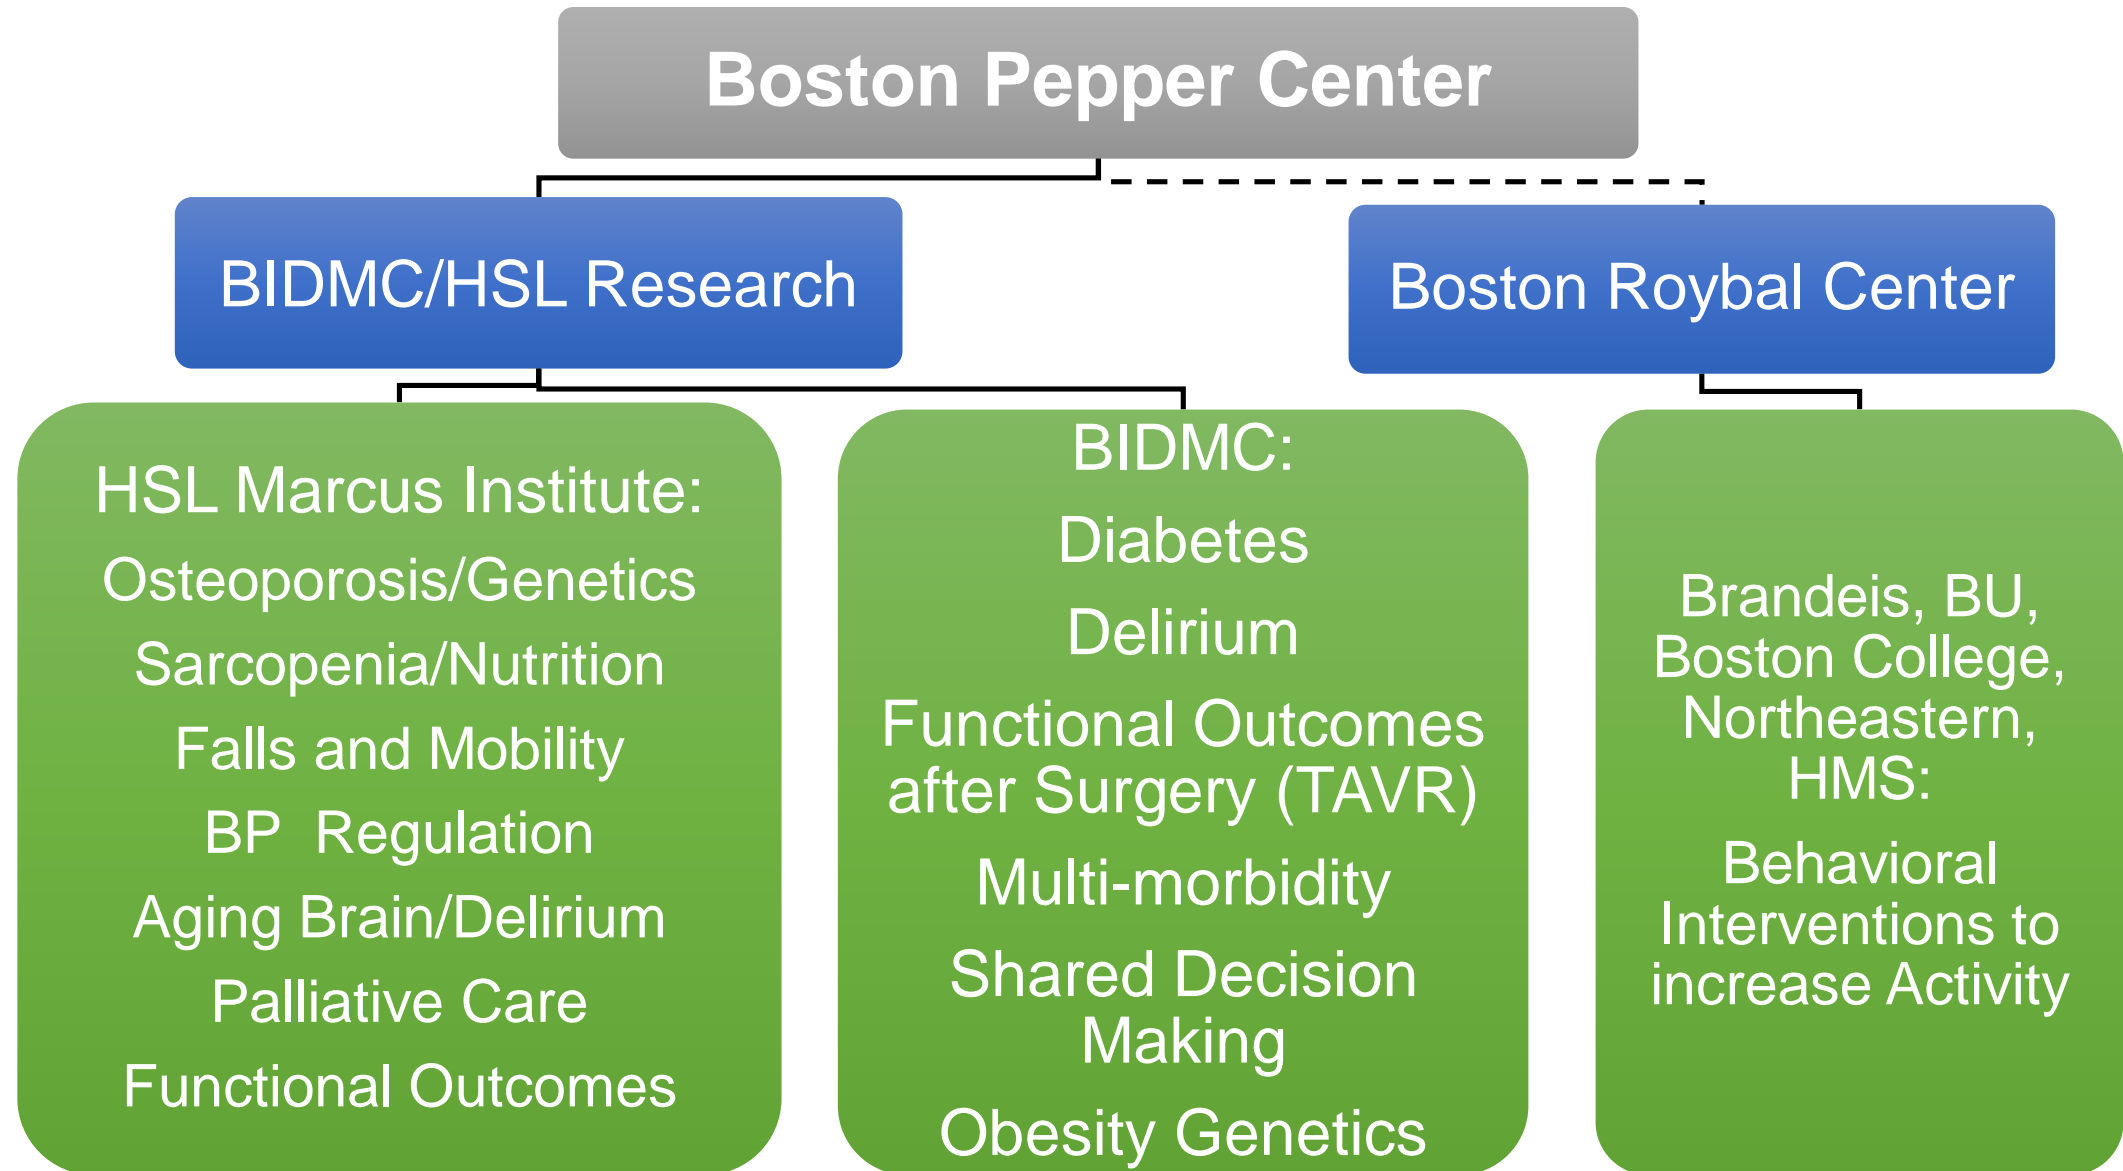 Boston Pepper Center
BIDMC/HSL Research
Boston Roybal Center
HSL Marcus Institute:
Osteoporosis/Genetics
Sarcopenia/Nutrition
Falls and Mobility
BP  Regulation
Aging Brain/Delirium
Palliative Care
Functional Outcomes
BIDMC:
Diabetes
Delirium
Functional Outcomes
after Surgery (TAVR)
Multi-morbidity
Shared Decision
Making
Obesity Genetics
Brandeis, BU,
Boston College,
Northeastern,
HMS:
Behavioral
Interventions to
increase Activity